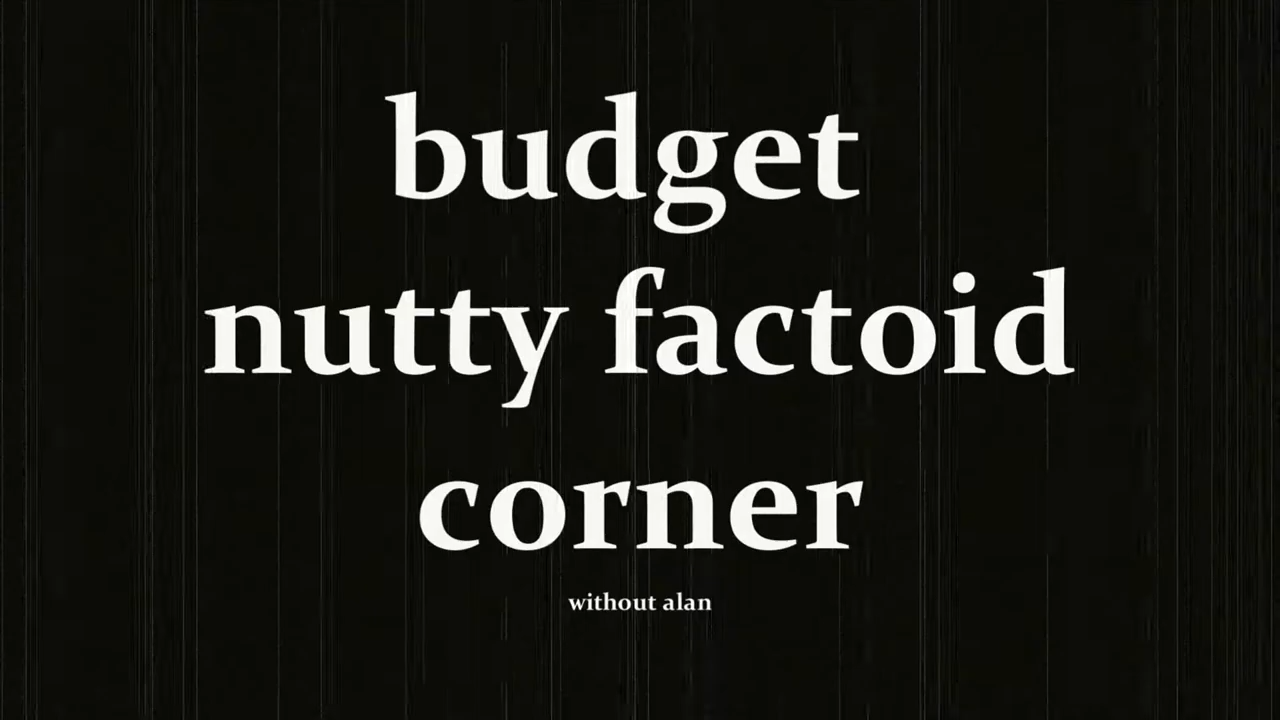 budget
nutty factoid
corner
without alan